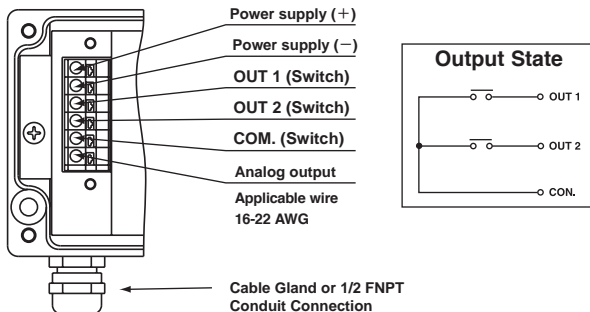 Power supply (+)
Power supply (−)
OUT 1 (Switch)
OUT 2 (Switch)
COM. (Switch)
Analog output
Applicable wire
16-22 AWG
Cable Gland or 1/2 FNPT
Conduit Connection
Output State
OUT 1
OUT 2
CON.